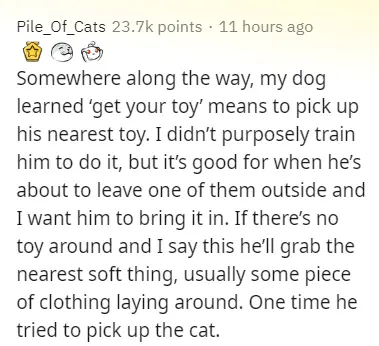 Pile_Of_Cats 23.7k points · 11 hours ago
Somewhere along the way, my dog
learned ‘get your toy’ means to pick up
his nearest toy. I didn’t purposely train
him to do it, but it’s good for when he’s
about to leave one of them outside and
I want him to bring it in. If there’s no
toy around and I say this he’ll grab the
nearest soft thing, usually some piece
of clothing laying around. One time he
tried to pick up the cat.